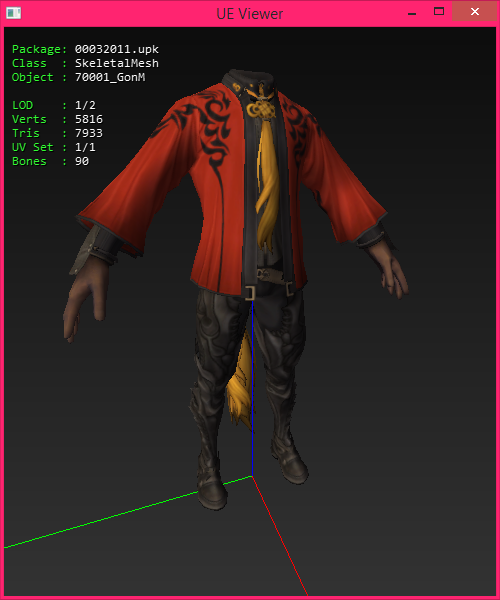 UE Viewer
Package: 00032011.upk
Class  : SkeletalMesh
Object : 70001_GonM
LOD    : 1/2
Verts  : 5816
Tris   : 7933
UV Set : 1/1
Bones  : 90